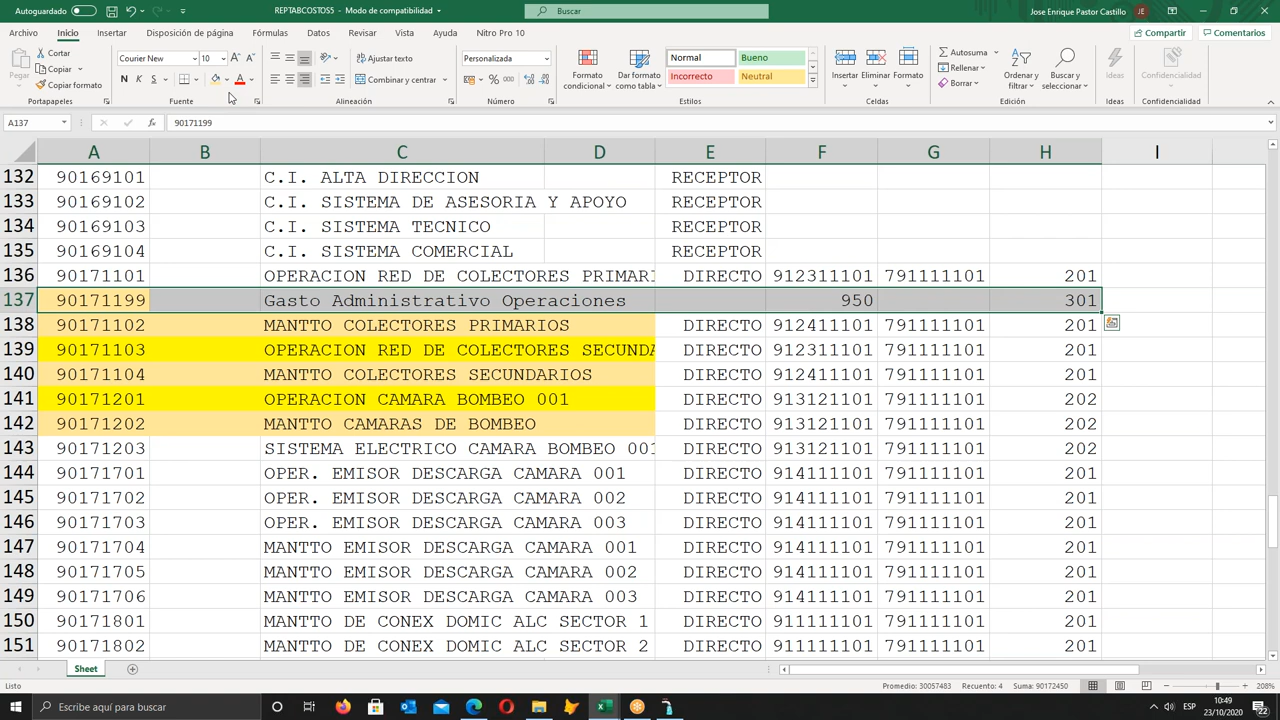 Autoguardado
REPTABCOSTOS5 - Modo de compatibilidad
Buscar
Jose Enrique Pastor Castillo
JE
Archivo Inicio Insertar Disposición de página Fórmulas Datos Revisar Vista Ayuda Nitro Pro 10
Compartir Comentarios
Pegar
Cortar
Copiar
Copiar formato
Portapapeles
Courier New 10
N K S
Fuente
Ajustar texto
Combinar y centrar
Alineación
Personalizada
Número
Formato condicional
Dar formato como tabla
Normal Bueno
Incorrecto Neutral
Estilos
Insertar Eliminar Formato
Celdas
Autosuma
Rellenar
Borrar
Ordenar y filtrar
Buscar y seleccionar
Edición
Ideas
Ideas
Confidencialidad
Confidencialidad
A137 fx 90171199
A B C D E F G H I
132 90169101 C.I. ALTA DIRECCION RECEPTOR
133 90169102 C.I. SISTEMA DE ASESORIA Y APOYO RECEPTOR
134 90169103 C.I. SISTEMA TECNICO RECEPTOR
135 90169104 C.I. SISTEMA COMERCIAL RECEPTOR
136 90171101 OPERACION RED DE COLECTORES PRIMARI DIRECTO 912311101 791111101 201
137 90171199 Gasto Administrativo Operaciones 950 301
138 90171102 MANTTO COLECTORES PRIMARIOS DIRECTO 912411101 791111101 201
139 90171103 OPERACION RED DE COLECTORES SECUNDA DIRECTO 912311101 791111101 201
140 90171104 MANTTO COLECTORES SECUNDARIOS DIRECTO 912411101 791111101 201
141 90171201 OPERACION CAMARA BOMBEO 001 DIRECTO 913121101 791111101 202
142 90171202 MANTTO CAMARAS DE BOMBEO DIRECTO 913121101 791111101 202
143 90171203 SISTEMA ELECTRICO CAMARA BOMBEO 001 DIRECTO 913121101 791111101 202
144 90171701 OPER. EMISOR DESCARGA CAMARA 001 DIRECTO 914111101 791111101 201
145 90171702 OPER. EMISOR DESCARGA CAMARA 002 DIRECTO 914111101 791111101 201
146 90171703 OPER. EMISOR DESCARGA CAMARA 003 DIRECTO 914111101 791111101 201
147 90171704 MANTTO EMISOR DESCARGA CAMARA 001 DIRECTO 914111101 791111101 201
148 90171705 MANTTO EMISOR DESCARGA CAMARA 002 DIRECTO 914111101 791111101 201
149 90171706 MANTTO EMISOR DESCARGA CAMARA 003 DIRECTO 914111101 791111101 201
150 90171801 MANTTO DE CONEX DOMIC ALC SECTOR 1 DIRECTO 911111101 791111101 201
151 90171802 MANTTO DE CONEX DOMIC ALC SECTOR 2 DIRECTO 911111101 791111101 201
Sheet
Listo
Promedio: 30057483 Recuento: 4 Suma: 90172450
208%
Escribe aquí para buscar
ESP
10:49
23/10/2020
22